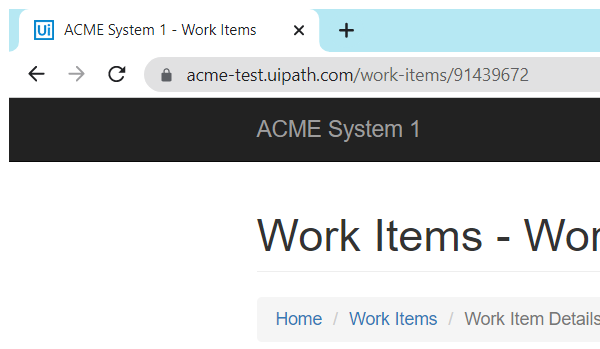 Ui ACME System 1 - Work Items
acme-test.uipath.com/work-items/91439672
ACME System 1
Work Items - Wor
Home / Work Items / Work Item Details